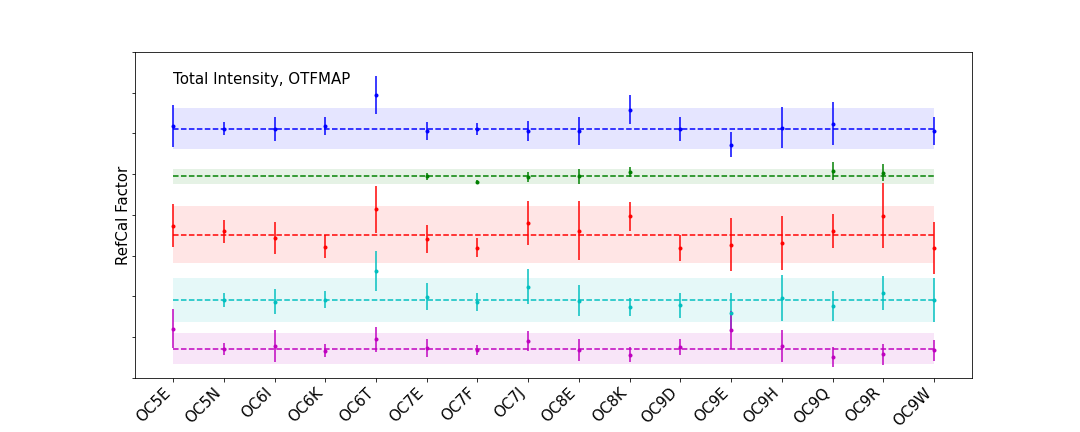 Total Intensity, OTFMAP
RefCal Factor
OC5E
OC5N
OC6I
OC6K
OC6T
OC7E
OC7F
OC7J
OC8E
OC8K
OC9D
OC9E
OC9H
OC9Q
OC9R
OC9W